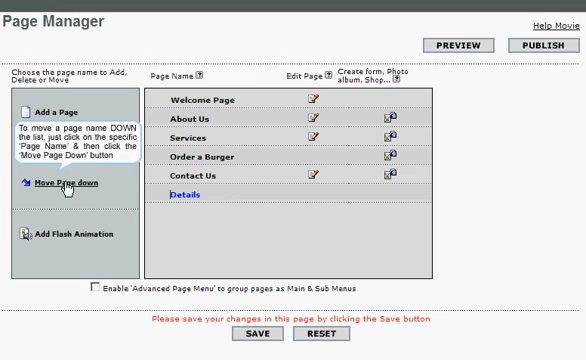 Page Manager
Help Movie
PREVIEW
PUBLISH
Choose the page name to Add,
Delete or Move
Page Name ?
Edit Page ?
Create form, Photo
album, Shop... ?
Add a Page
To move a page name DOWN
the list, just click on the specific
'Page Name' & then click the
'Move Page Down' button
Move Page down
Add Flash Animation
Welcome Page
About Us
Services
Order a Burger
Contact Us
Details
Enable 'Advanced Page Menu' to group pages as Main & Sub Menus
Please save your changes in this page by clicking the Save button
SAVE
RESET